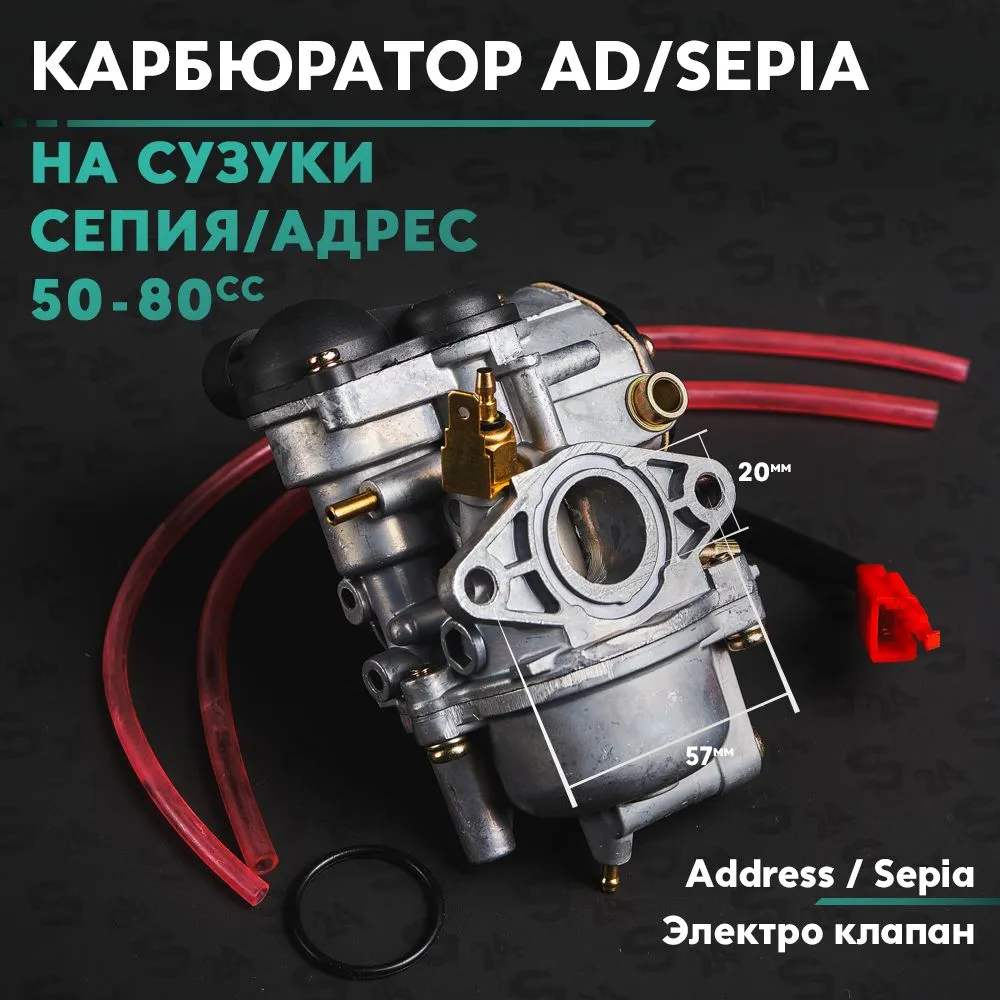 КАРБЮРАТОР AD/SEPIA
НА СУЗУКИ
СЕПИЯ/АДРЕС
50-80CC
20мм
57мм
Address / Sepia
Электро клапан